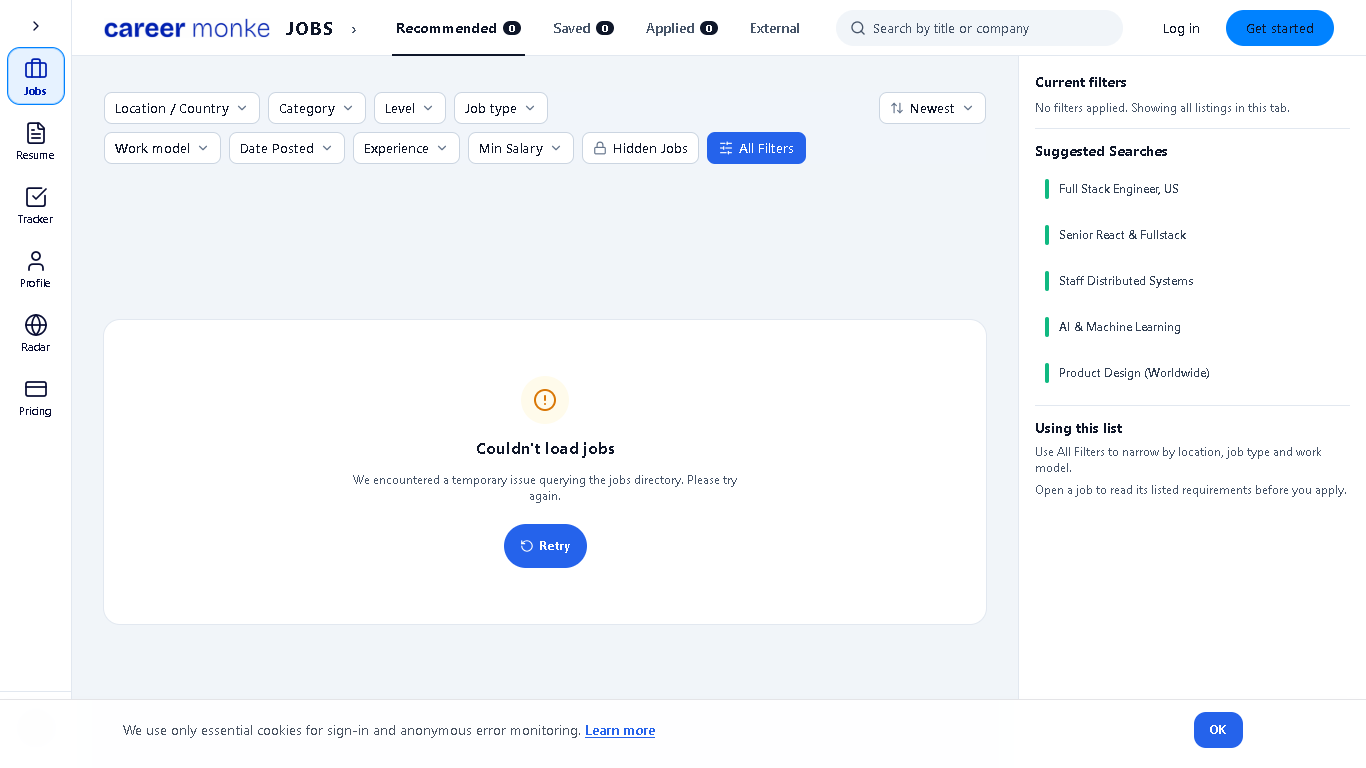 career monke JOBS › Recommended 0 Saved 0 Applied 0 External Search by title or company Log in Get started
Jobs
Resume
Tracker
Profile
Radar
Pricing
Location / Country Category Level Job type Newest
Work model Date Posted Experience Min Salary Hidden Jobs All Filters
Couldn't load jobs
We encountered a temporary issue querying the jobs directory. Please try
again.
Retry
Current filters
No filters applied. Showing all listings in this tab.
Suggested Searches
Full Stack Engineer, US
Senior React & Fullstack
Staff Distributed Systems
AI & Machine Learning
Product Design (Worldwide)
Using this list
Use All Filters to narrow by location, job type and work
model.
Open a job to read its listed requirements before you apply.
We use only essential cookies for sign-in and anonymous error monitoring. Learn more
OK